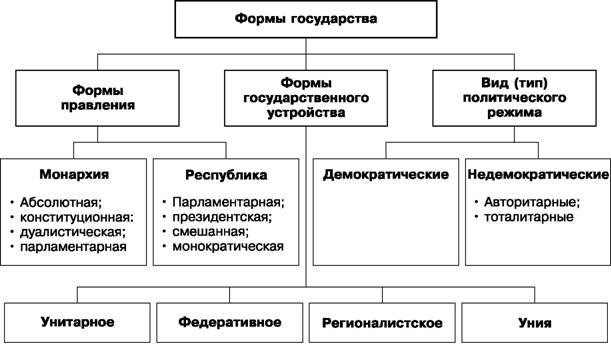 Формы государства
Формы
правления
Формы
государственного
устройства
Вид (тип)
политического
режима
Монархия
• Абсолютная;
• конституционная:
• дуалистическая;
• парламентарная
Республика
• Парламентарная;
• президентская;
• смешанная;
• монократическая
Демократические
Недемократические
• Авторитарные;
• тоталитарные
Унитарное
Федеративное
Регионалистское
Уния